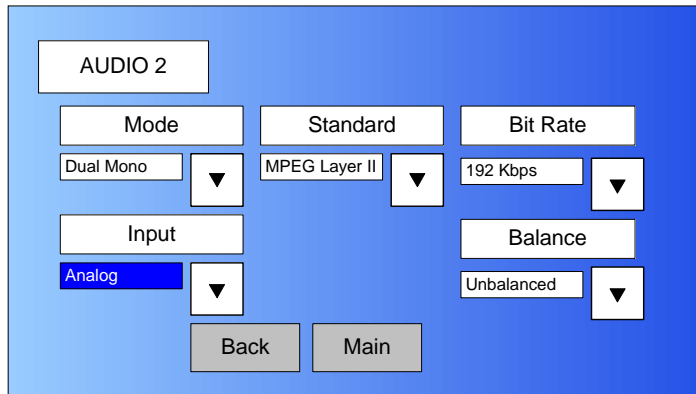 AUDIO 2
Mode
Standard
Bit Rate
Dual Mono
MPEG Layer II
192 Kbps
Input
Balance
Analog
Unbalanced
Back
Main